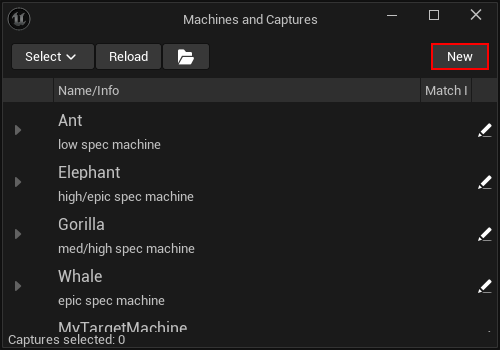 Machines and Captures
Select Reload New
Name/Info Match I
Ant
low spec machine
Elephant
high/epic spec machine
Gorilla
med/high spec machine
Whale
epic spec machine
MyTargetMachine
Captures selected: 0